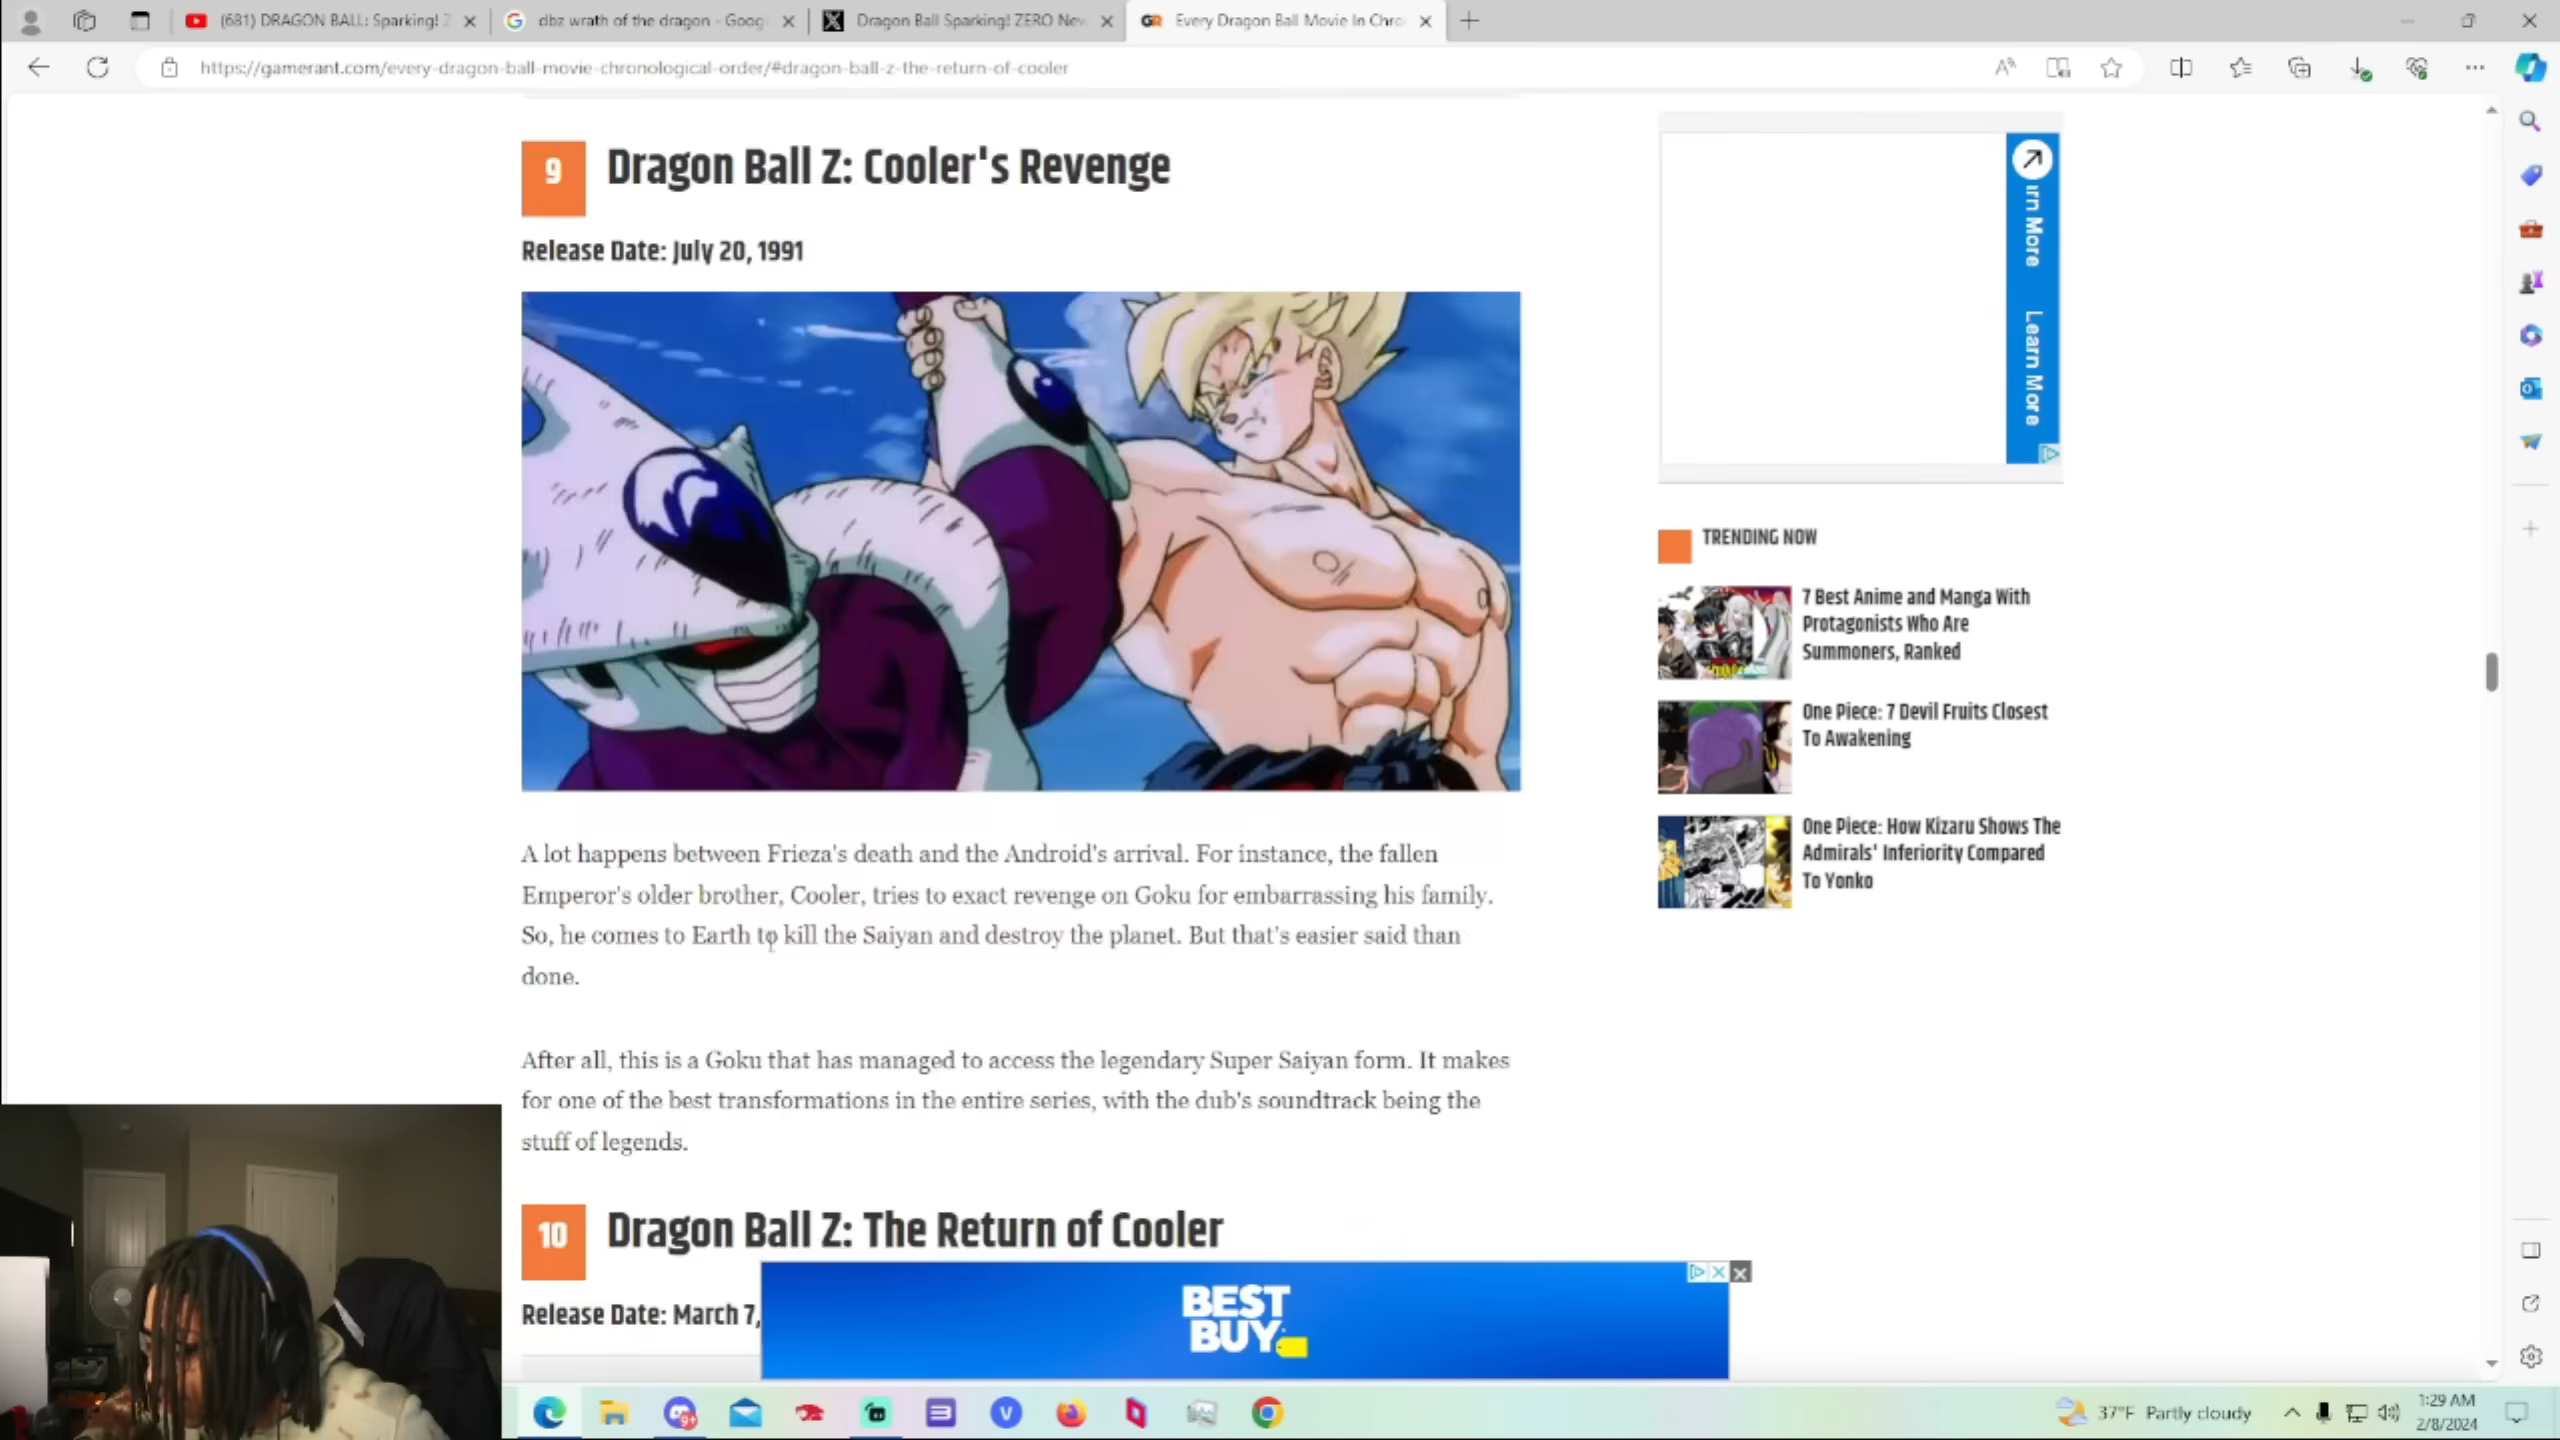 (681) DRAGON BALL: Sparking! Z
dbz wrath of the dragon - Goog
Dragon Ball Sparking! ZERO Nev
Every Dragon Ball Movie In Chro
https://gamerant.com/every-dragon-ball-movie-chronological-order/#dragon-ball-z-the-return-of-cooler
9 Dragon Ball Z: Cooler's Revenge
Release Date: July 20, 1991
A lot happens between Frieza's death and the Android's arrival. For instance, the fallen
Emperor's older brother, Cooler, tries to exact revenge on Goku for embarrassing his family.
So, he comes to Earth to kill the Saiyan and destroy the planet. But that's easier said than
done.
After all, this is a Goku that has managed to access the legendary Super Saiyan form. It makes
for one of the best transformations in the entire series, with the dub's soundtrack being the
stuff of legends.
10 Dragon Ball Z: The Return of Cooler
Release Date: March 7,
BEST
BUY
More
Learn More
TRENDING NOW
7 Best Anime and Manga With
Protagonists Who Are
Summoners, Ranked
One Piece: 7 Devil Fruits Closest
To Awakening
One Piece: How Kizaru Shows The
Admirals' Inferiority Compared
To Yonko
37°F Partly cloudy
1:29 AM
2/8/2024